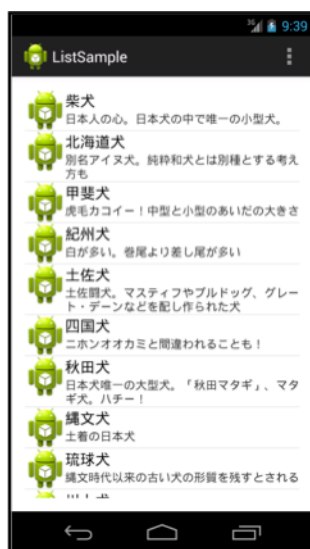 3G 9:39
ListSample
柴犬
日本人の心。日本犬の中で唯一の小型犬。
北海道犬
別名アイヌ犬。純粋和犬とは別種とする考え
方も
甲斐犬
虎毛カコイー！中型と小型のあいだの大きさ
紀州犬
白が多い。巻尾より差し尾が多い
土佐犬
土佐闘犬。マスティフやブルドッグ、グレー
ト・デーンなどを配し作られた犬
四国犬
ニホンオオカミと間違われることも！
秋田犬
日本犬唯一の大型犬。「秋田マタギ」、マタ
ギ犬。ハチー！
縄文犬
土着の日本犬
琉球犬
縄文時代以来の古い犬の形質を残すとされる